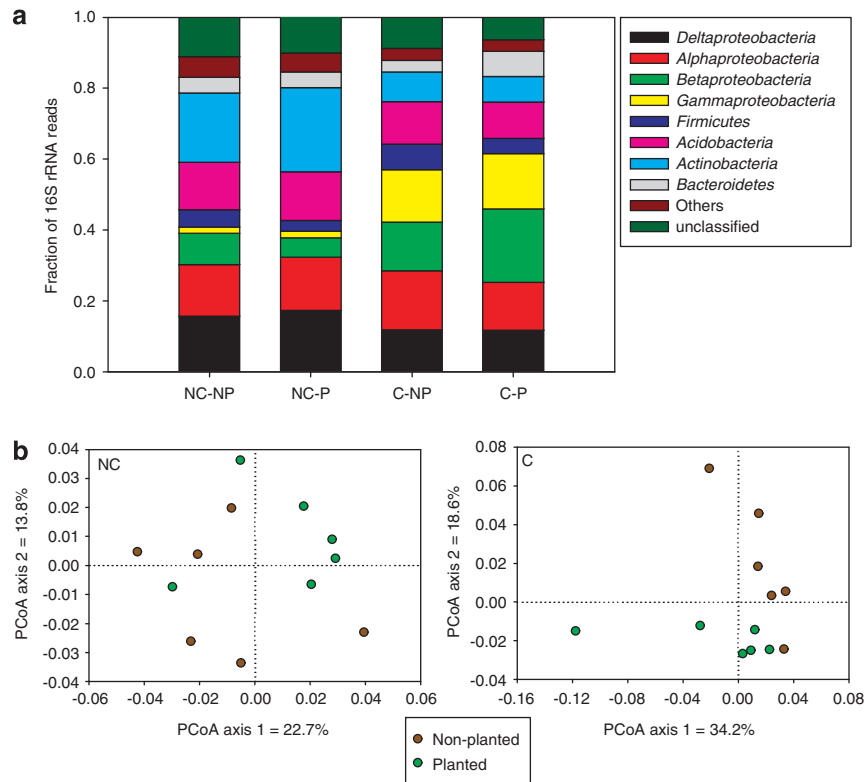 a
Fraction of 16S rRNA reads
1.0
0.8
0.6
0.4
0.2
0.0
NC-NP
NC-P
C-NP
C-P
Deltaproteobacteria
Alphaproteobacteria
Betaproteobacteria
Gammaproteobacteria
Firmicutes
Acidobacteria
Actinobacteria
Bacteroidetes
Others
unclassified
b
NC
PCoA axis 2 = 13.8%
0.04
0.03
0.02
0.01
0.00
-0.01
-0.02
-0.03
-0.04
-0.06
-0.04
-0.02
0.00
0.02
0.04
0.06
PCoA axis 1 = 22.7%
C
PCoA axis 2 = 18.6%
0.08
0.06
0.04
0.02
0.00
-0.02
-0.04
-0.16
-0.12
-0.08
-0.04
0.00
0.04
0.08
PCoA axis 1 = 34.2%
Non-planted
Planted